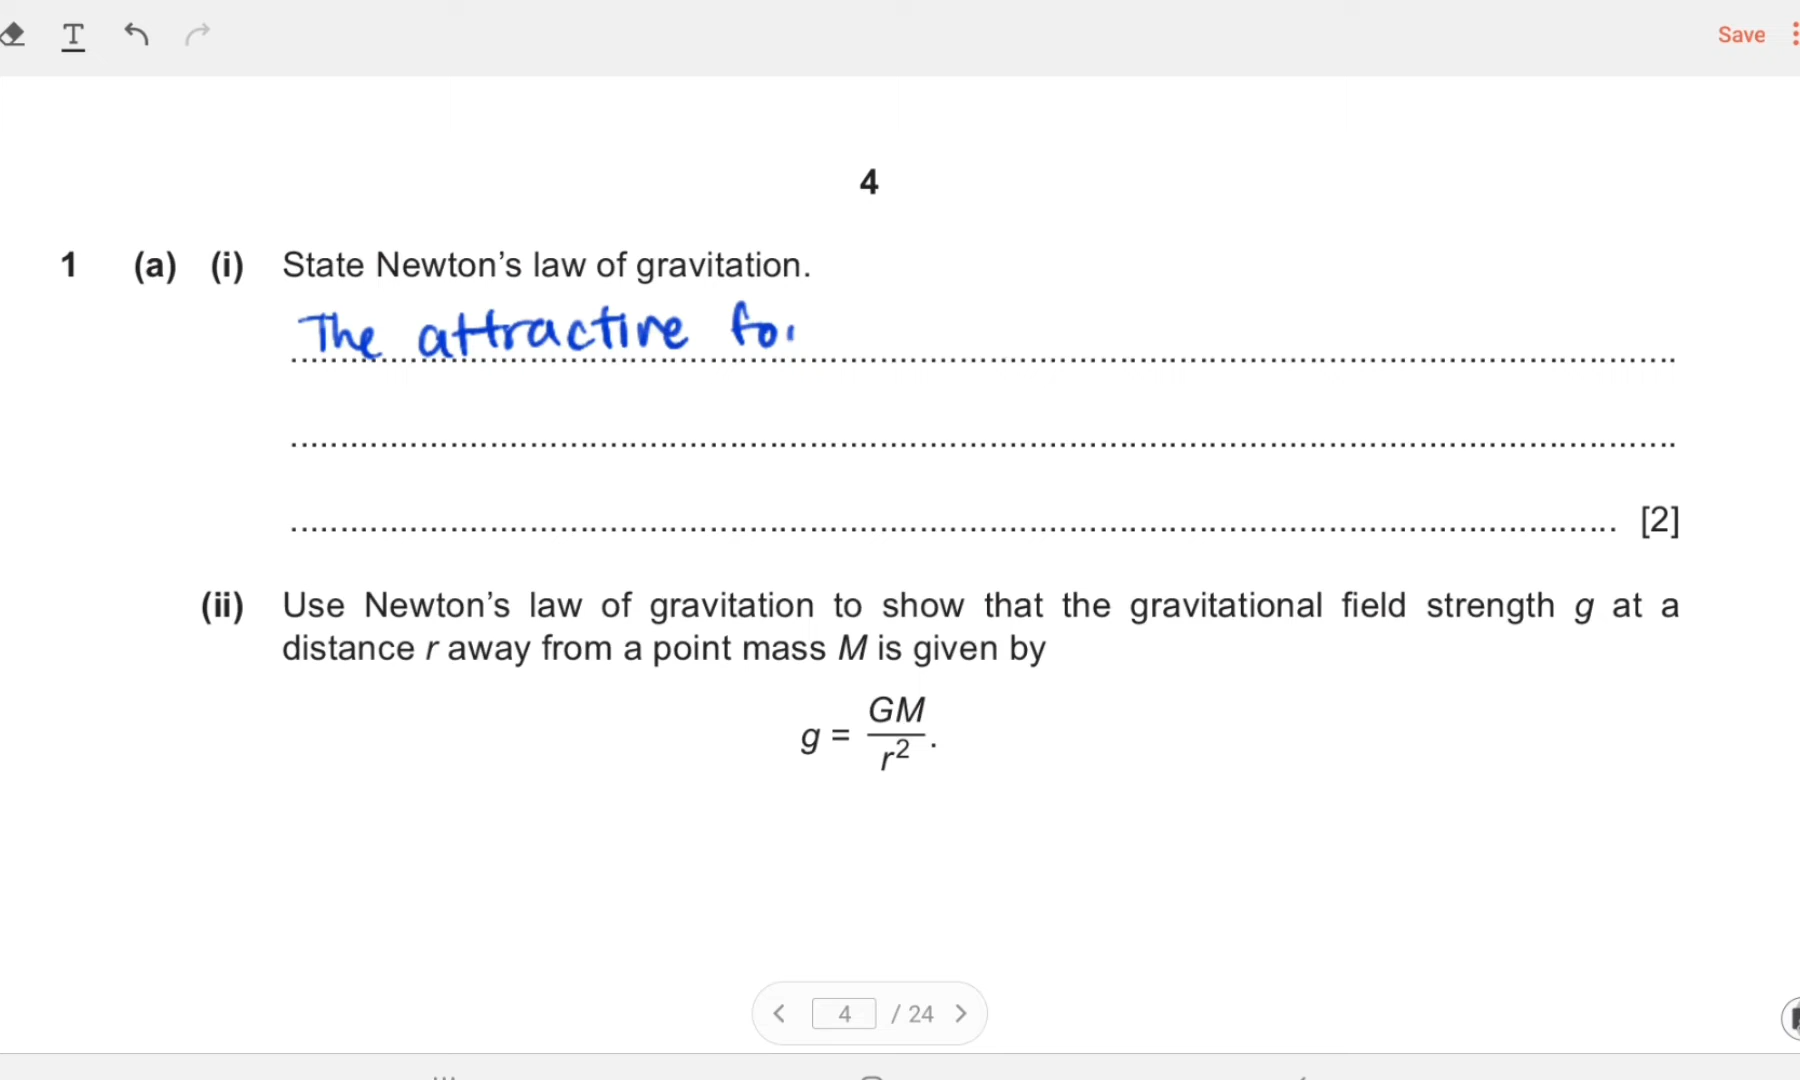 Save
4
1 (a) (i) State Newton's law of gravitation.
The attractive for
[2]
(ii) Use Newton's law of gravitation to show that the gravitational field strength g at a
distance r away from a point mass M is given by
g = GM / r².
4 / 24